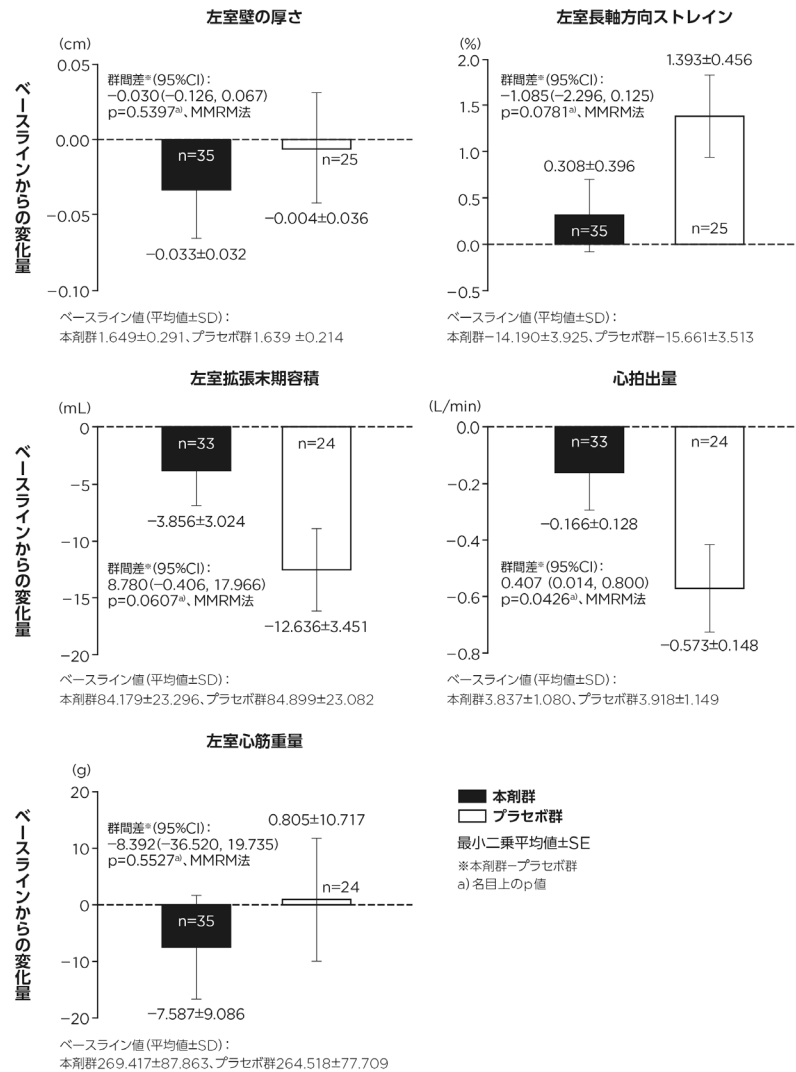 左室壁の厚さ
(cm)
0.05
0.00
−0.05
−0.10
ベースラインからの変化量
群間差※(95%CI)：
−0.030(−0.126, 0.067)
p=0.5397a)、MMRM法
n=35
n=25
−0.004±0.036
−0.033±0.032
ベースライン値(平均値±SD)：
本剤群1.649±0.291、プラセボ群1.639 ±0.214
左室長軸方向ストレイン
(%)
2.0
1.5
1.0
0.5
0.0
−0.5
1.393±0.456
群間差※(95%CI)：
−1.085(−2.296, 0.125)
p=0.0781a)、MMRM法
0.308±0.396
n=35
n=25
ベースライン値(平均値±SD)：
本剤群−14.190±3.925、プラセボ群−15.661±3.513
左室拡張末期容積
(mL)
0
−5
−10
−15
−20
ベースラインからの変化量
n=33
n=24
−3.856±3.024
群間差※(95%CI)：
8.780(−0.406, 17.966)
p=0.0607a)、MMRM法
−12.636±3.451
ベースライン値(平均値±SD)：
本剤群84.179±23.296、プラセボ群84.899±23.082
心拍出量
(L/min)
0.0
−0.2
−0.4
−0.6
−0.8
n=33
n=24
−0.166±0.128
群間差※(95%CI)：
0.407 (0.014, 0.800)
p=0.0426a)、MMRM法
−0.573±0.148
ベースライン値(平均値±SD)：
本剤群3.837±1.080、プラセボ群3.918±1.149
左室心筋重量
(g)
20
10
0
−10
−20
ベースラインからの変化量
0.805±10.717
群間差※(95%CI)：
−8.392(−36.520, 19.735)
p=0.5527a)、MMRM法
n=24
n=35
−7.587±9.086
ベースライン値(平均値±SD)：
本剤群269.417±87.863、プラセボ群264.518±77.709
本剤群
プラセボ群
最小二乗平均値±SE
※本剤群−プラセボ群
a)名目上のp値